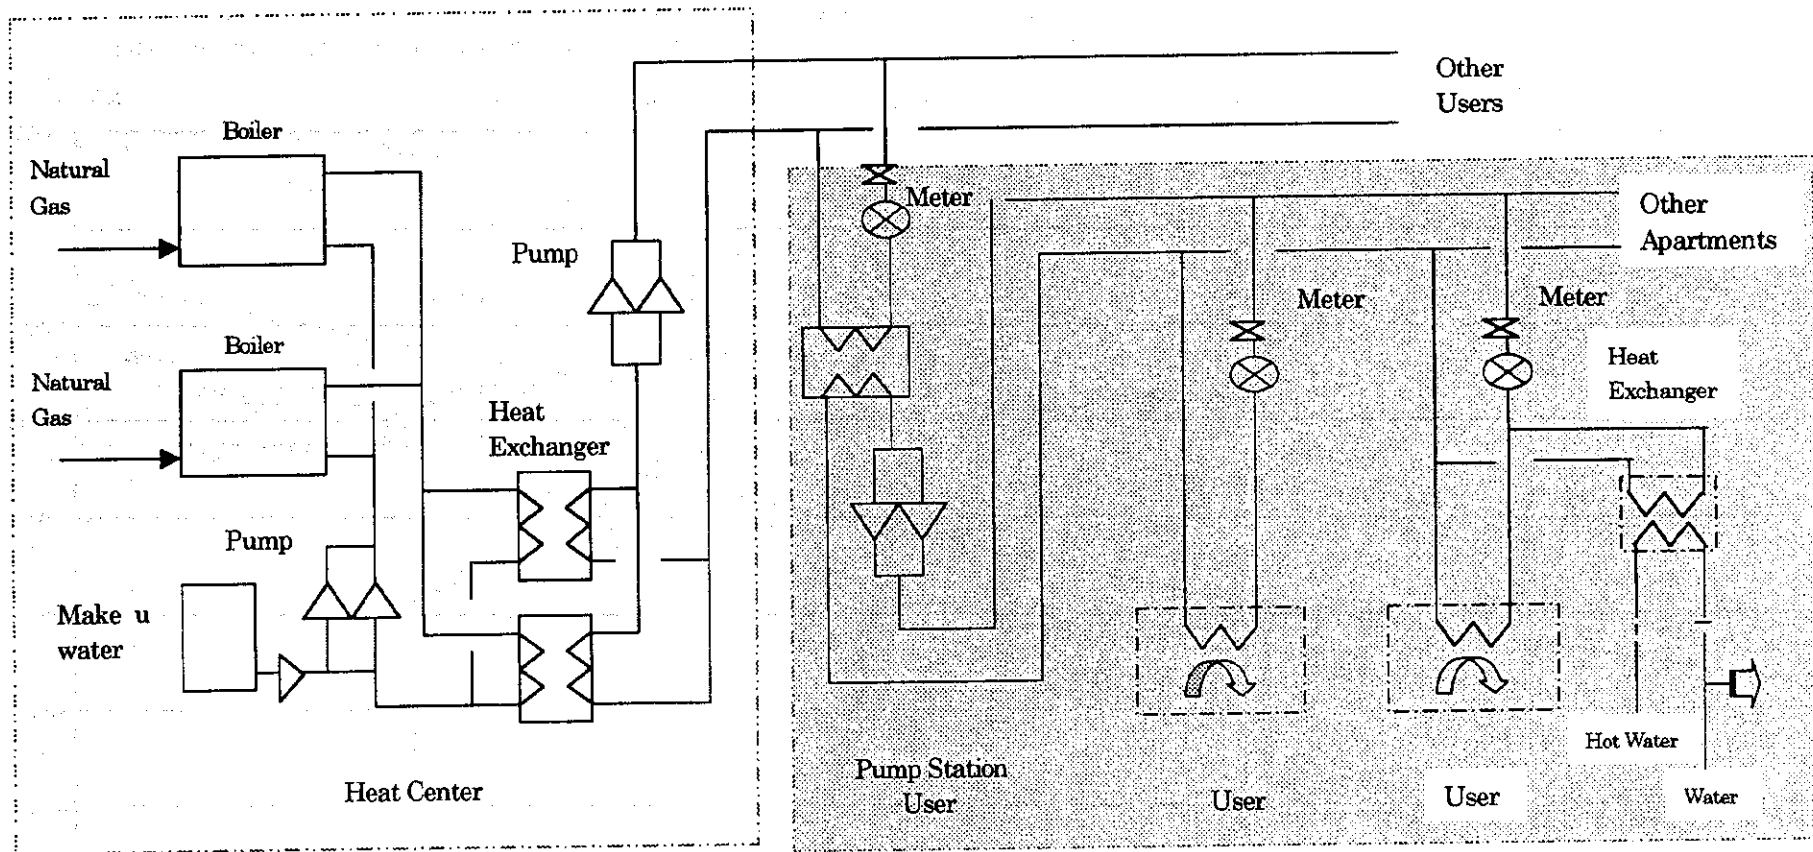 Other
Users
Boiler
Natural
Gas
Meter
Other
Apartments
Pump
Meter
Meter
Boiler
Heat
Exchanger
Natural
Gas
Heat
Exchanger
Pump
Make u
water
Hot Water
Pump Station
User
Heat Center
User
User
Water